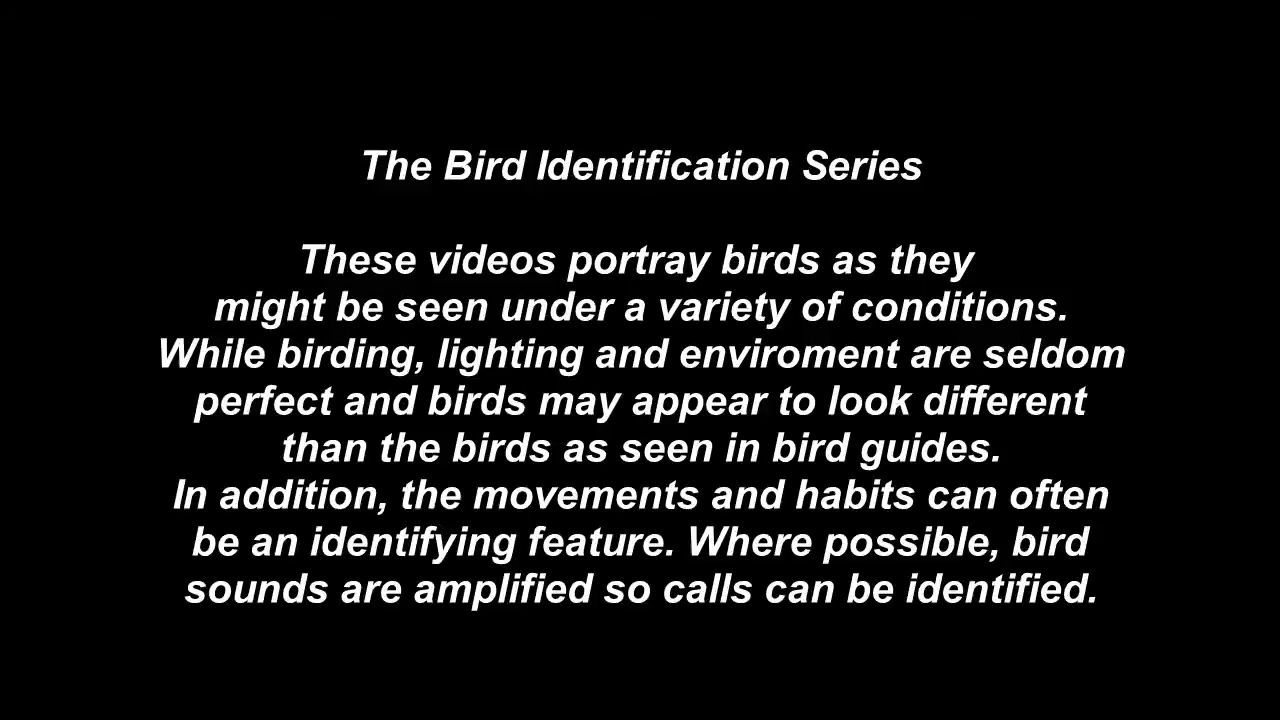 The Bird Identification Series
These videos portray birds as they
might be seen under a variety of conditions.
While birding, lighting and enviroment are seldom
perfect and birds may appear to look different
than the birds as seen in bird guides.
In addition, the movements and habits can often
be an identifying feature. Where possible, bird
sounds are amplified so calls can be identified.